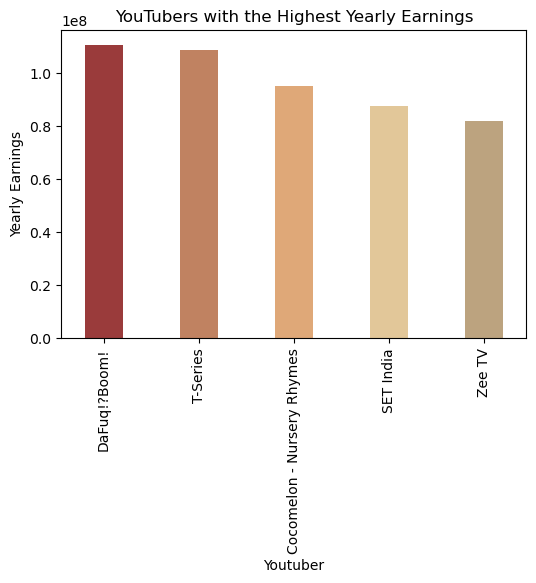 YouTubers with the Highest Yearly Earnings
1e8
1.0
0.8
0.6
0.4
0.2
0.0
Yearly Earnings
DaFuq!?Boom!
T-Series
Cocomelon - Nursery Rhymes
SET India
Zee TV
Youtuber